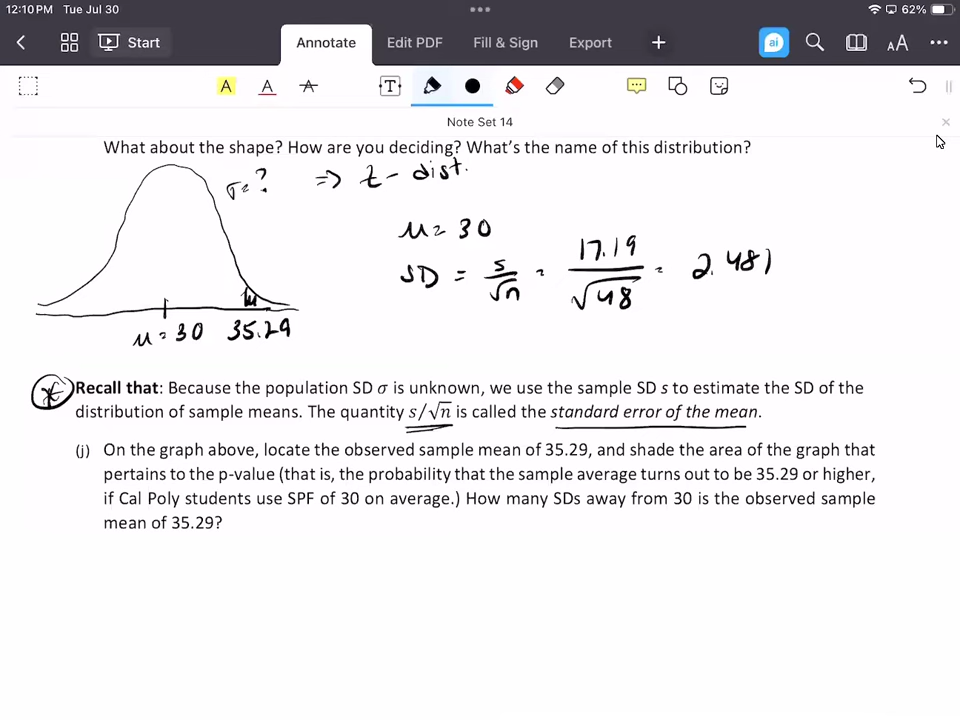 12:10 PM Tue Jul 30
62%
Start
Annotate
Edit PDF
Fill & Sign
Export
+
ai
AA
A A A T
Note Set 14
What about the shape? How are you deciding? What's the name of this distribution?
σ = ? ⇒ t - dist.
μ = 30
SD = s/√n = 17.19/√48 = 2.481
μ = 30 35.29
Recall that: Because the population SD σ is unknown, we use the sample SD s to estimate the SD of the
distribution of sample means. The quantity s/√n is called the standard error of the mean.
(j) On the graph above, locate the observed sample mean of 35.29, and shade the area of the graph that
pertains to the p-value (that is, the probability that the sample average turns out to be 35.29 or higher,
if Cal Poly students use SPF of 30 on average.) How many SDs away from 30 is the observed sample
mean of 35.29?